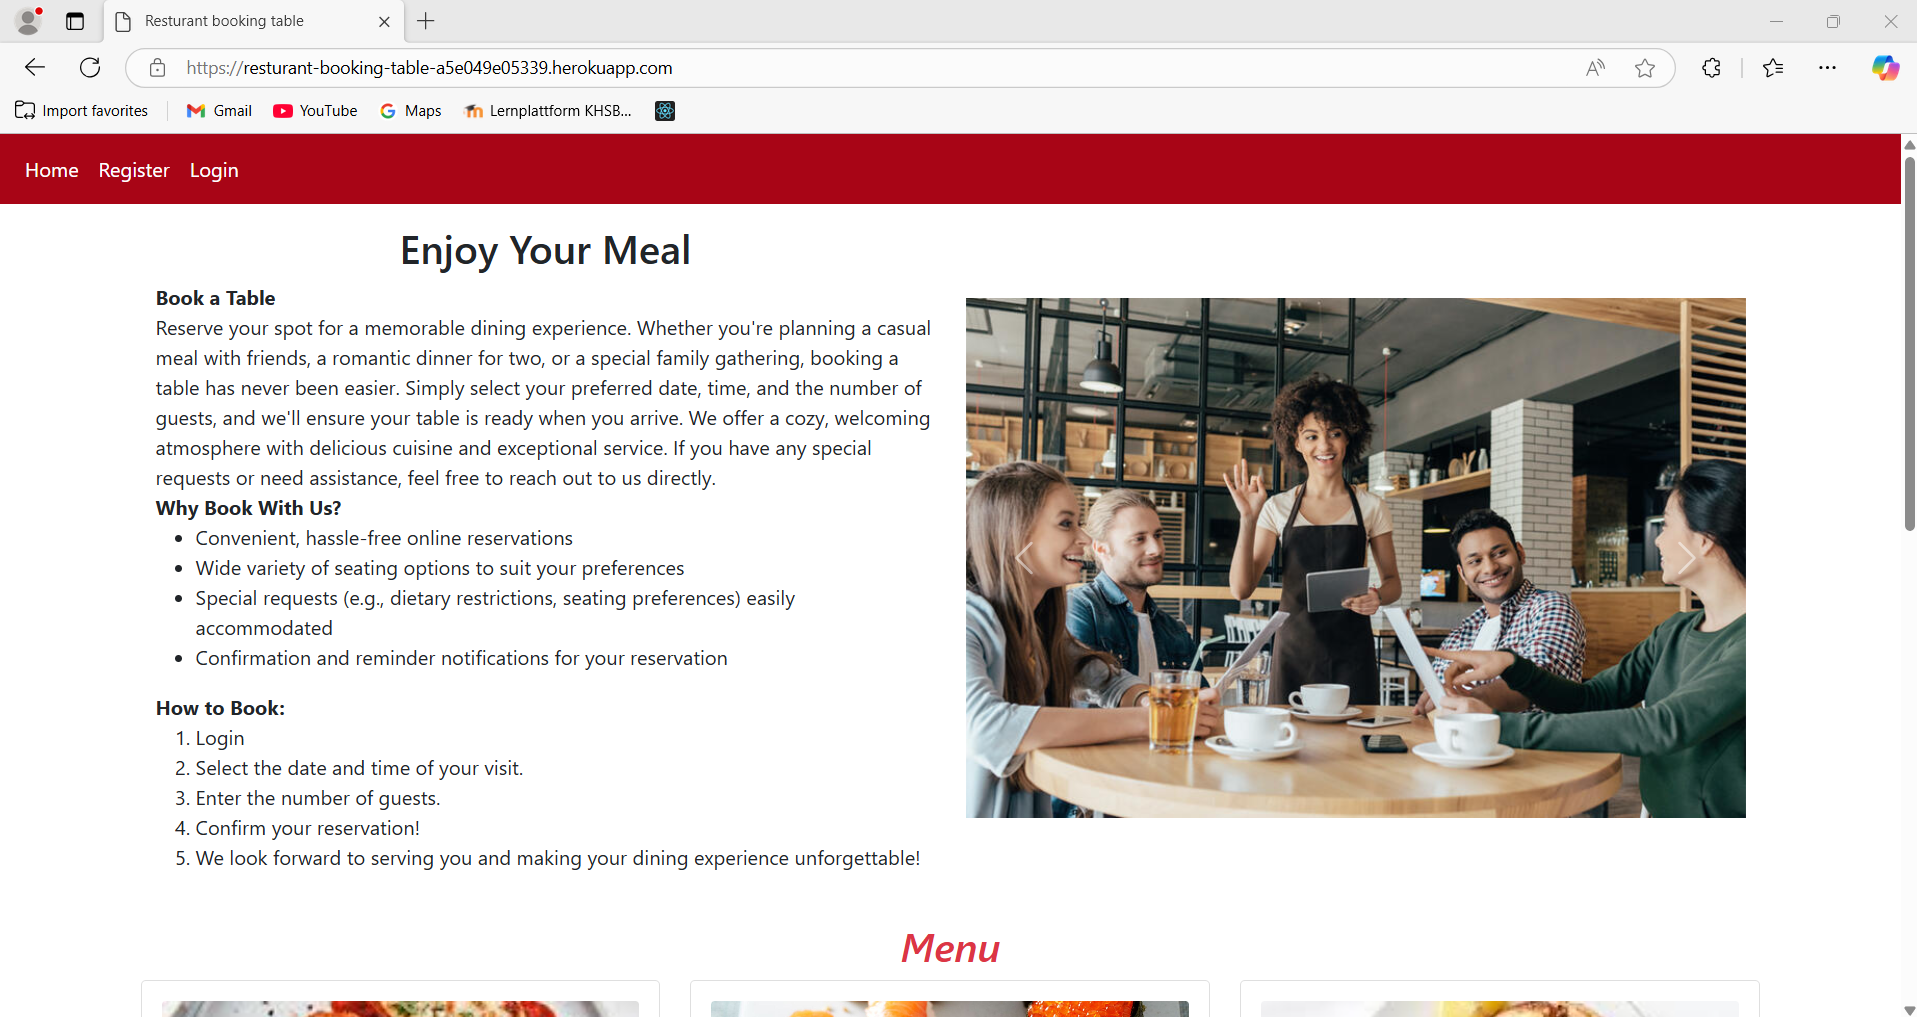 Resturant booking table
https://resturant-booking-table-a5e049e05339.herokuapp.com
Import favorites
Gmail
YouTube
Maps
Lernplattform KHSB...
Home
Register
Login
Enjoy Your Meal
Book a Table
Reserve your spot for a memorable dining experience. Whether you're planning a casual
meal with friends, a romantic dinner for two, or a special family gathering, booking a
table has never been easier. Simply select your preferred date, time, and the number of
guests, and we'll ensure your table is ready when you arrive. We offer a cozy, welcoming
atmosphere with delicious cuisine and exceptional service. If you have any special
requests or need assistance, feel free to reach out to us directly.
Why Book With Us?
• Convenient, hassle-free online reservations
• Wide variety of seating options to suit your preferences
• Special requests (e.g., dietary restrictions, seating preferences) easily
accommodated
• Confirmation and reminder notifications for your reservation
How to Book:
1. Login
2. Select the date and time of your visit.
3. Enter the number of guests.
4. Confirm your reservation!
5. We look forward to serving you and making your dining experience unforgettable!
Menu